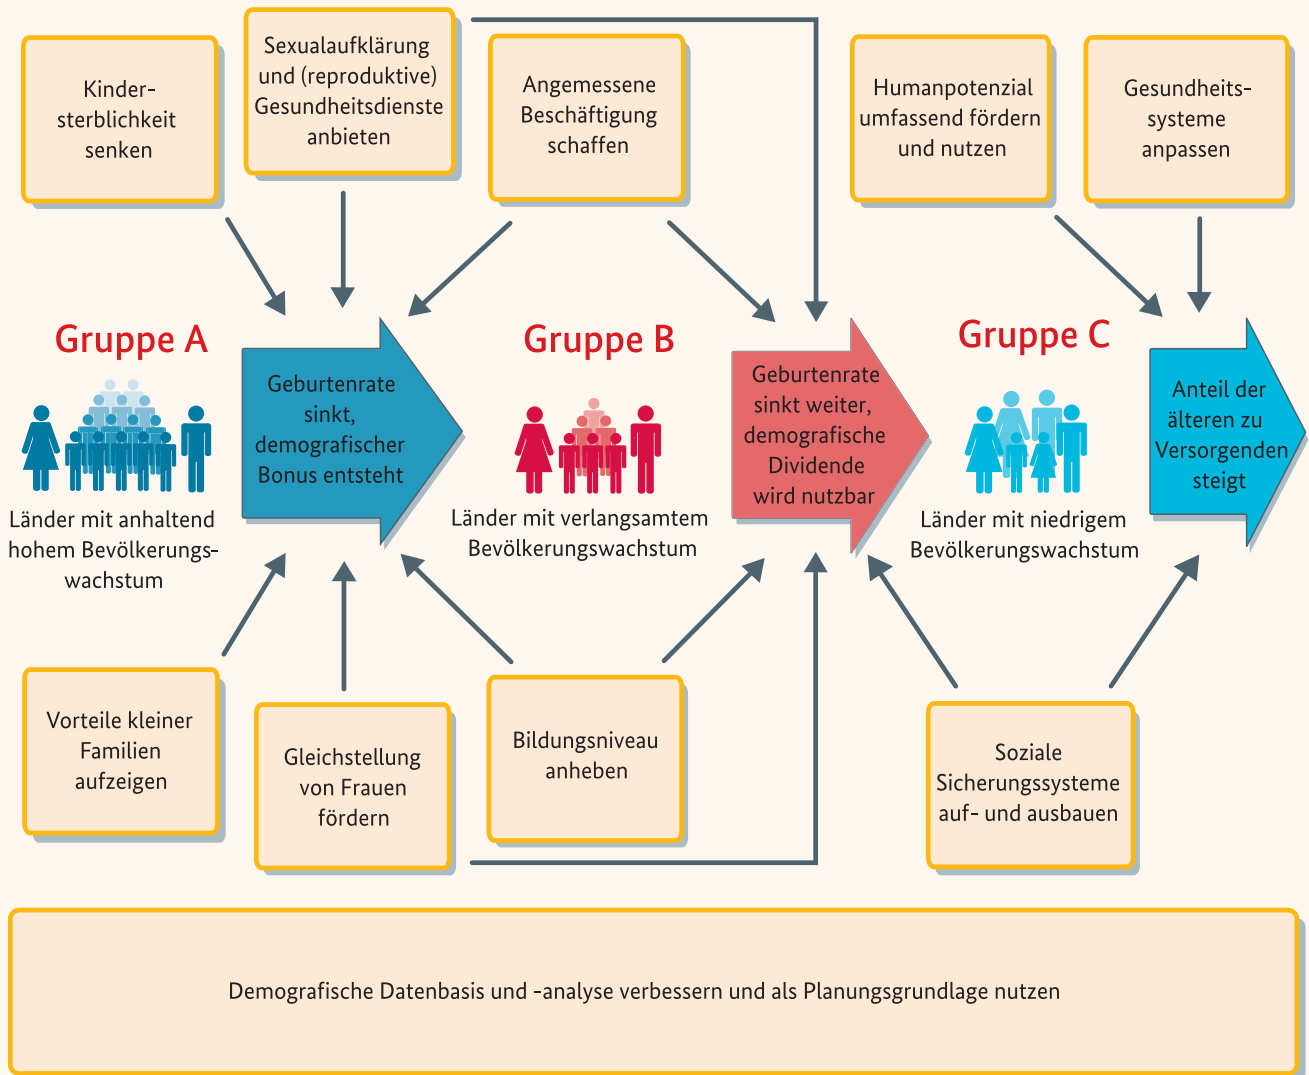 Kinder-
sterblichkeit
senken
Sexualaufklärung
und (reproduktive)
Gesundheitsdienste
anbieten
Angemessene
Beschäftigung
schaffen
Humanpotenzial
umfassend fördern
und nutzen
Gesundheits-
systeme
anpassen
Gruppe A
Länder mit anhaltend
hohem Bevölkerungs-
wachstum
Geburtenrate
sinkt,
demografischer
Bonus entsteht
Gruppe B
Länder mit verlangsamtem
Bevölkerungswachstum
Geburtenrate
sinkt weiter,
demografische
Dividende
wird nutzbar
Gruppe C
Länder mit niedrigem
Bevölkerungswachstum
Anteil der
älteren zu
Versorgenden
steigt
Vorteile kleiner
Familien
aufzeigen
Gleichstellung
von Frauen
fördern
Bildungsniveau
anheben
Soziale
Sicherungssysteme
auf- und ausbauen
Demografische Datenbasis und -analyse verbessern und als Planungsgrundlage nutzen